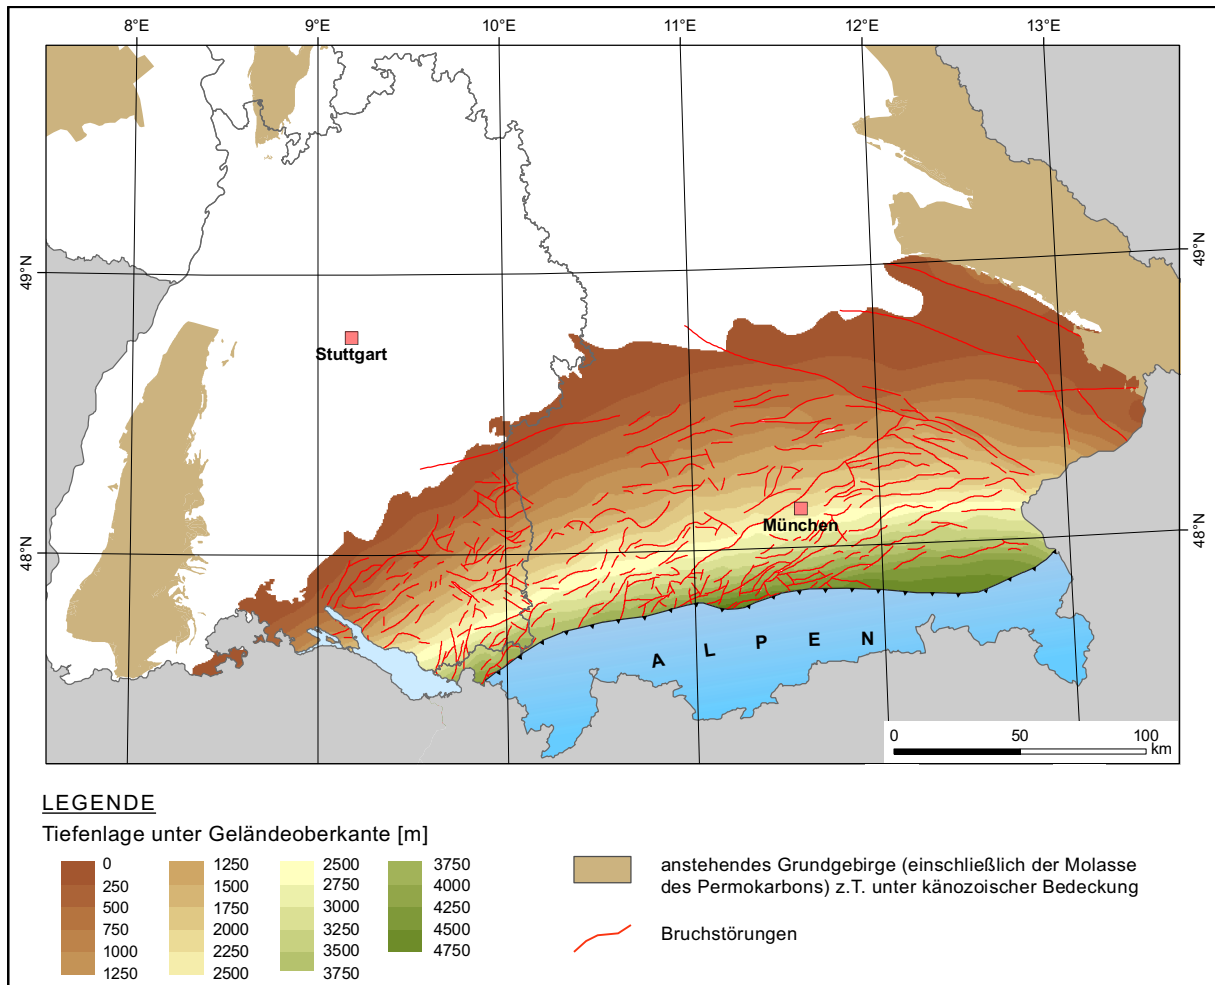 8°E
9°E
10°E
11°E
12°E
13°E
49°N
49°N
48°N
48°N
Stuttgart
München
A L P E N
0 50 100
km
LEGENDE
Tiefenlage unter Geländeoberkante [m]
0
250
500
750
1000
1250
1250
1500
1750
2000
2250
2500
2500
2750
3000
3250
3500
3750
3750
4000
4250
4500
4750
anstehendes Grundgebirge (einschließlich der Molasse
des Permokarbons) z.T. unter känozoischer Bedeckung
Bruchstörungen